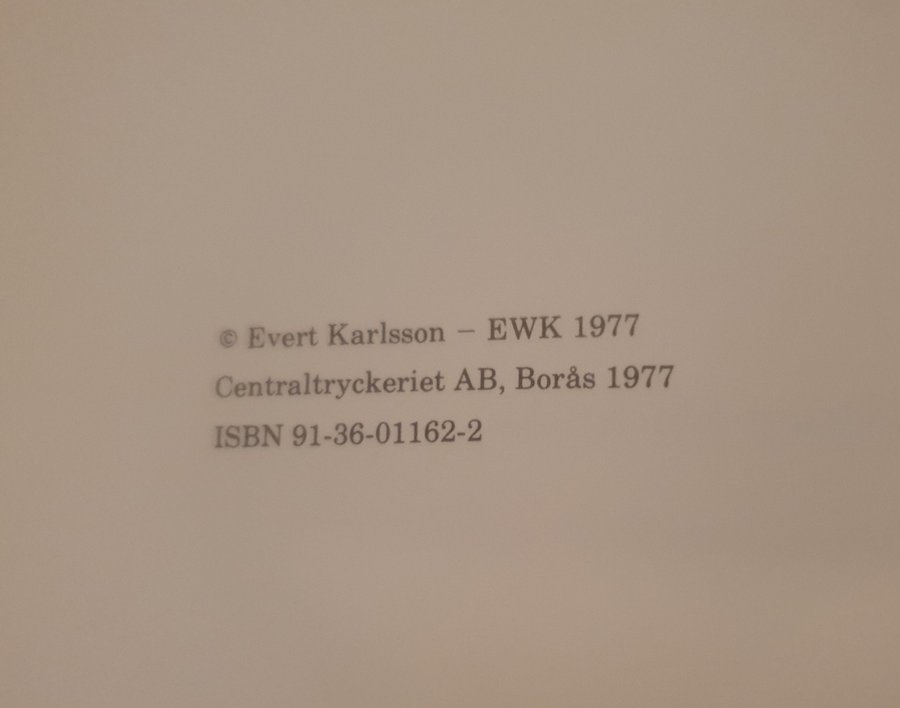 © Evert Karlsson – EWK 1977
Centraltryckeriet AB, Borås 1977
ISBN 91-36-01162-2